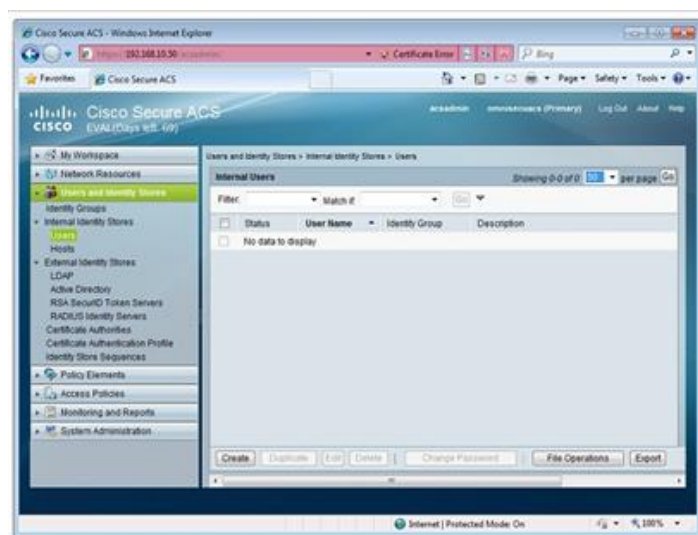 Cisco Secure ACS - Windows Internet Explorer
192.168.10.50
Certificate Error
Bing
Favorites
Cisco Secure ACS
Page
Safety
Tools
CISCO
Cisco Secure ACS
EVAL(Days left: 69)
acsadmin
(Primary)
Log Out
About
Help
My Workspace
Network Resources
Users and Identity Stores
Identity Groups
Internal Identity Stores
Users
Hosts
External Identity Stores
LDAP
Active Directory
RSA SecurID Token Servers
RADIUS Identity Servers
Certificate Authorities
Certificate Authentication Profile
Identity Store Sequences
Policy Elements
Access Policies
Monitoring and Reports
System Administration
Users and Identity Stores > Internal Identity Stores > Users
Internal Users
Showing 0-0 of 0 50 per page Go
Filter: Match if: Go
Status User Name Identity Group Description
No data to display
Create Duplicate Edit Delete | Change Password | File Operations Export
Internet | Protected Mode: On
100%